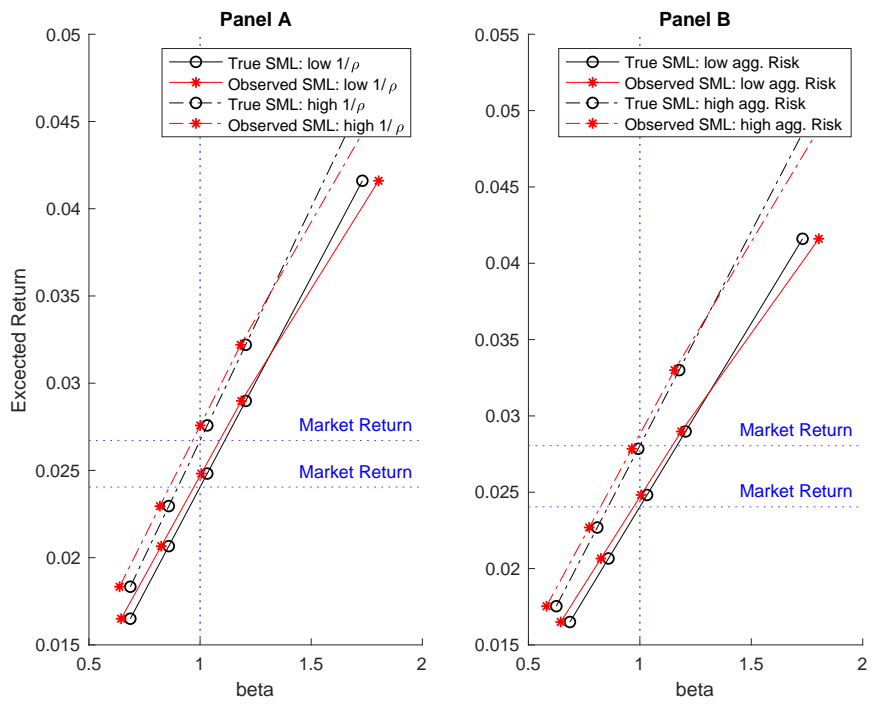 Panel A
0.05
0.045
0.04
0.035
0.03
0.025
0.02
0.015
Excected Return
True SML: low 1/ρ
Observed SML: low 1/ρ
True SML: high 1/ρ
Observed SML: high 1/ρ
Market Return
Market Return
0.5 1 1.5 2
beta
Panel B
0.055
0.05
0.045
0.04
0.035
0.03
0.025
0.02
0.015
True SML: low agg. Risk
Observed SML: low agg. Risk
True SML: high agg. Risk
Observed SML: high agg. Risk
Market Return
Market Return
0.5 1 1.5 2
beta